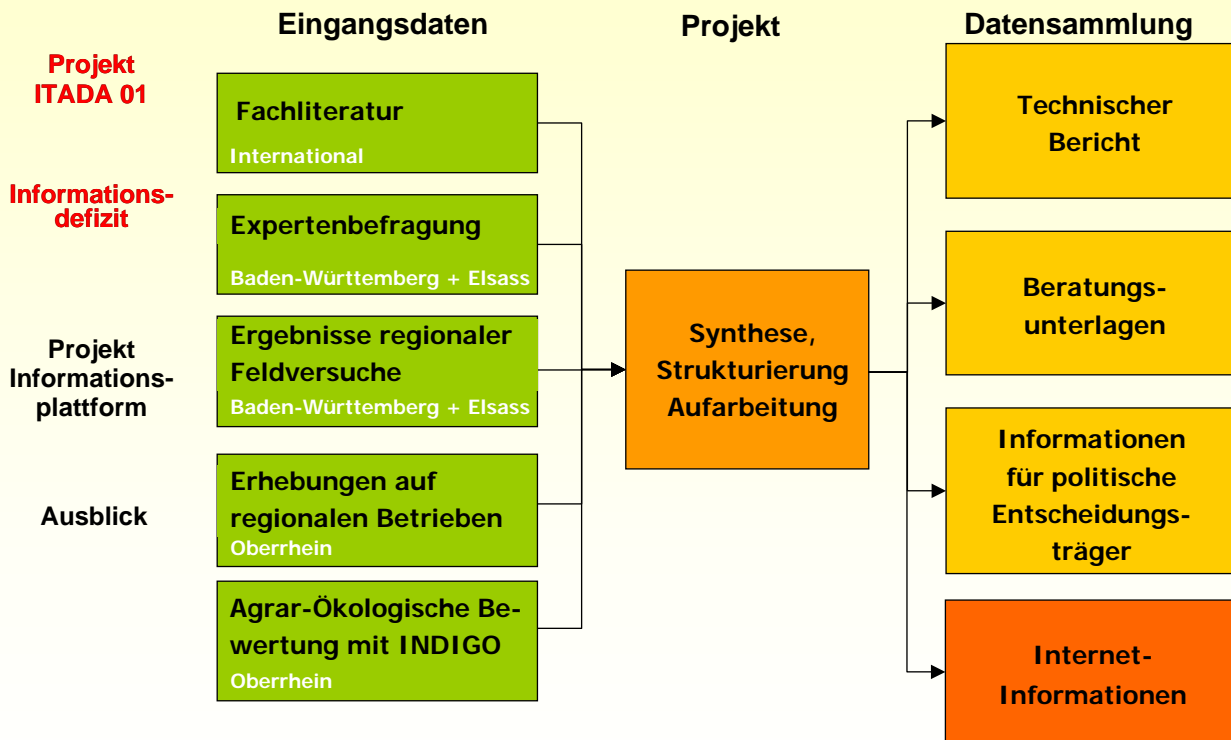 Eingangsdaten
Projekt
Datensammlung
Projekt
ITADA 01
Informations-
defizit
Projekt
Informations-
plattform
Ausblick
Fachliteratur
International
Expertenbefragung
Baden-Württemberg + Elsass
Ergebnisse regionaler
Feldversuche
Baden-Württemberg + Elsass
Erhebungen auf
regionalen Betrieben
Oberrhein
Agrar-Ökologische Be-
wertung mit INDIGO
Oberrhein
Synthese,
Strukturierung
Aufarbeitung
Technischer
Bericht
Beratungs-
unterlagen
Informationen
für politische
Entscheidungs-
träger
Internet-
Informationen